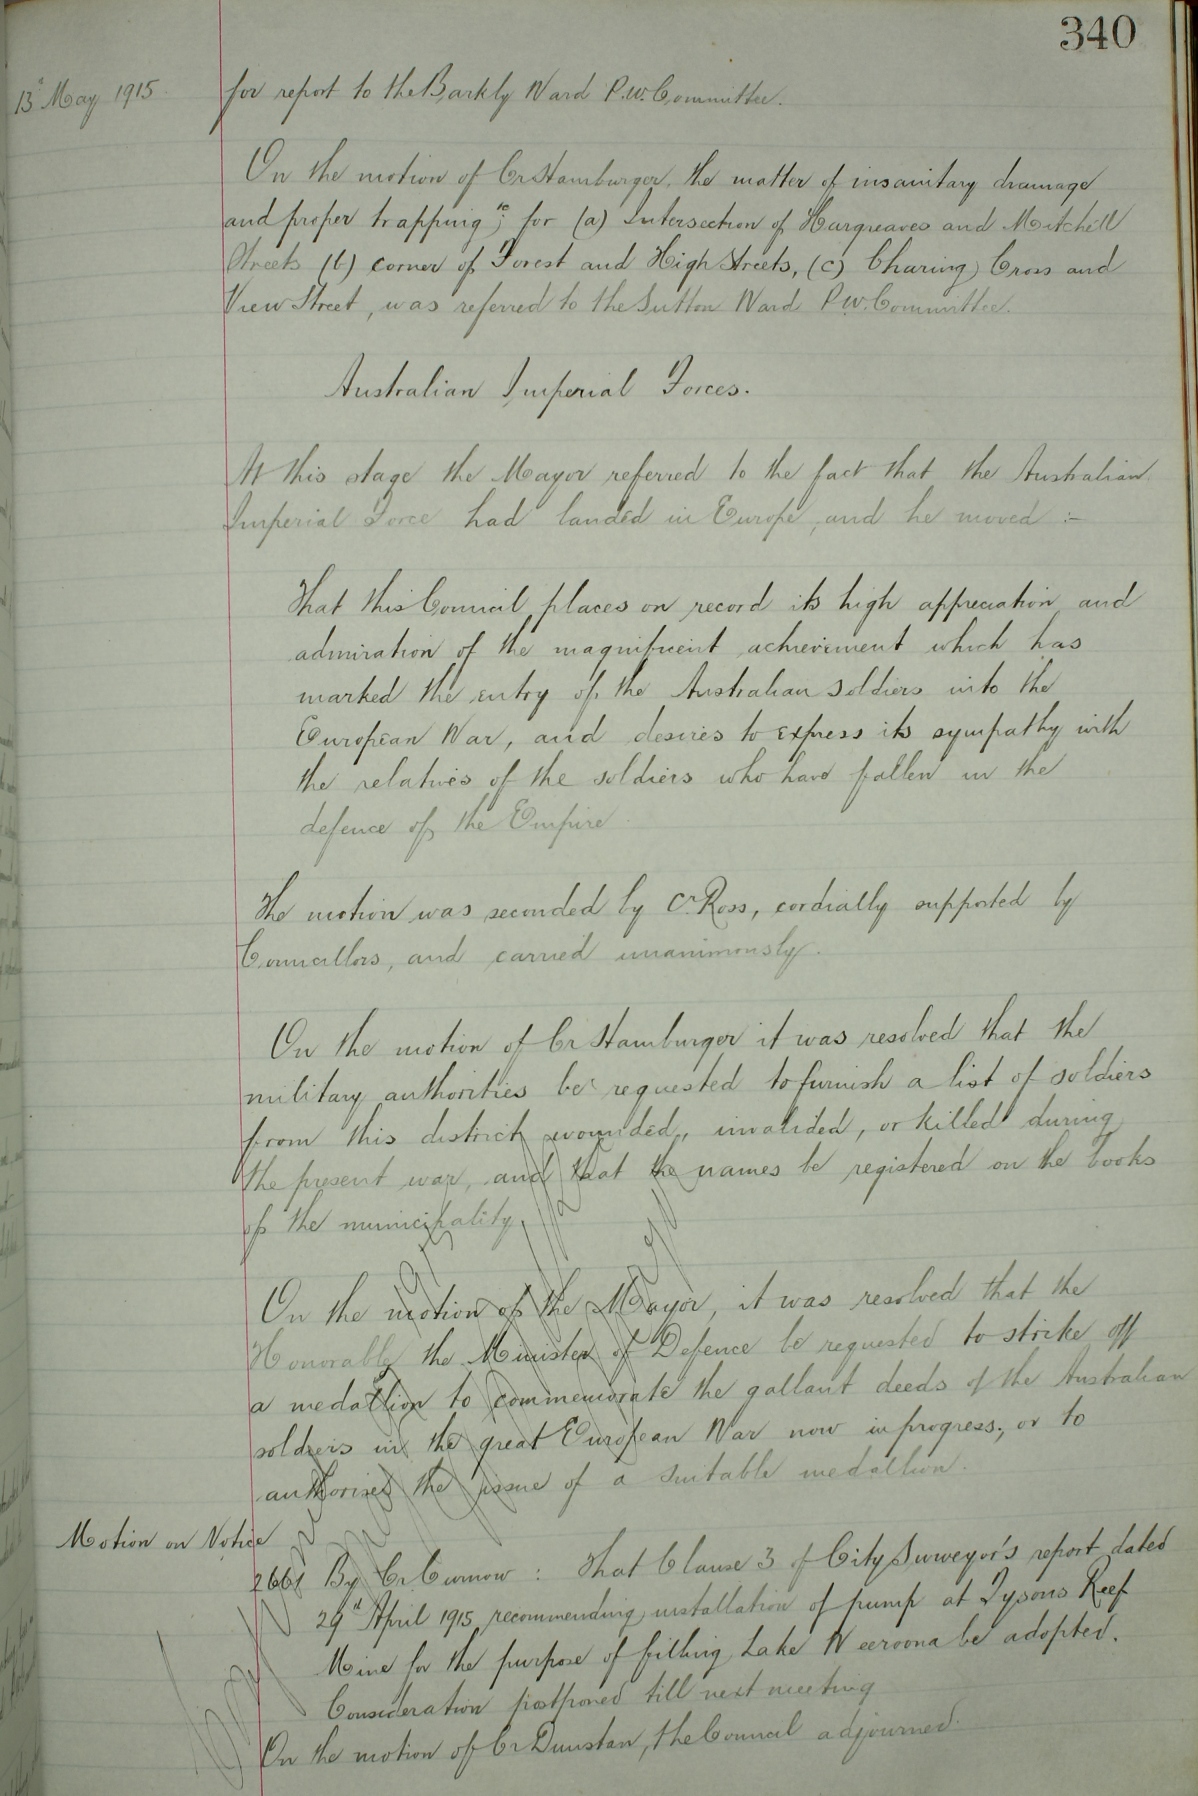 340
13th May 1915
for report to the Barkly Ward P.W. Committee.
On the motion of Cr Hamburger, the matter of insanitary drainage
and proper trapping &c; for (a) Intersection of Hargreaves and Mitchell
Streets (b) corner of Forest and High Streets, (c) Charing Cross and
View Street, was referred to the Sutton Ward P.W. Committee.
Australian Imperial Forces.
At this stage the Mayor referred to the fact that the Australian
Imperial Force had landed in Europe, and he moved :-
That this Council places on record its high appreciation and
admiration of the magnificent achievement which has
marked the entry of the Australian soldiers into the
European War, and desires to express its sympathy with
the relatives of the soldiers who have fallen in the
defence of the Empire
The motion was seconded by Cr Ross, cordially supported by
Councillors, and carried unanimously.
On the motion of Cr Hamburger it was resolved that the
military authorities be requested to furnish a list of soldiers
from this district wounded, invalided, or killed during
the present war, and that the names be registered on the books
of the municipality.
On the motion of the Mayor, it was resolved that the
Honorable the Minister of Defence be requested to strike off
a medallion to commemorate the gallant deeds of the Australian
soldiers in the great European War now in progress, or to
authorise the issue of a suitable medallion.
Motion on Notice
2661 By Cr Curnow : That Clause 3 of City Surveyor's report dated
29th April 1915 recommending installation of pump at Tysons Reef
Mine for the purpose of filling Lake Weeroona be adopted.
Consideration postponed till next meeting
On the motion of Cr Dunstan, the Council adjourned.